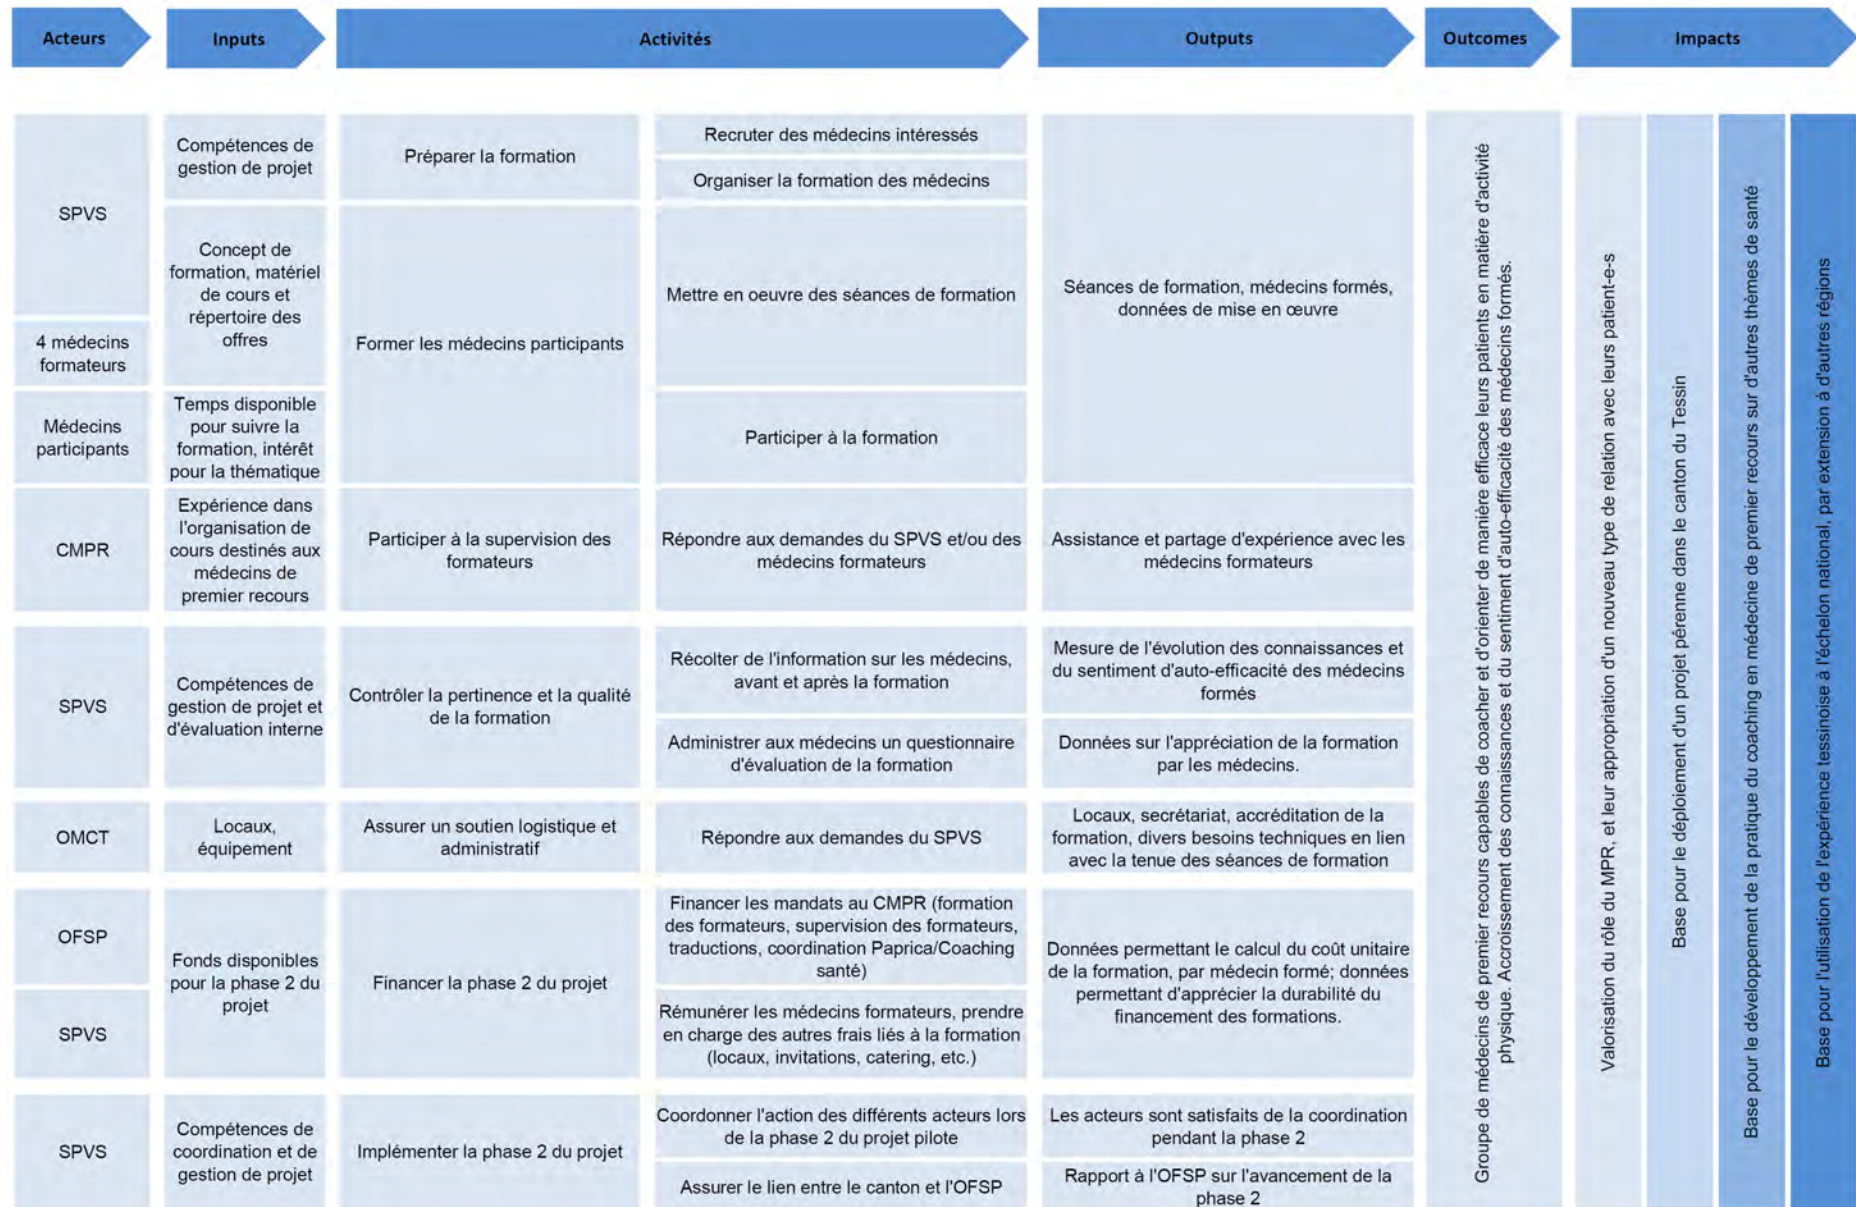 Acteurs
Inputs
Activités
Outputs
Outcomes
Impacts
SPVS
Compétences de
gestion de projet
Préparer la formation
Recruter des médecins intéressés
Organiser la formation des médecins
Concept de
formation, matériel
de cours et
répertoire des
offres
Former les médecins participants
Mettre en oeuvre des séances de formation
Séances de formation, médecins formés,
données de mise en œuvre
4 médecins
formateurs
Médecins
participants
Temps disponible
pour suivre la
formation, intérêt
pour la thématique
Participer à la formation
CMPR
Expérience dans
l'organisation de
cours destinés aux
médecins de
premier recours
Participer à la supervision des
formateurs
Répondre aux demandes du SPVS et/ou des
médecins formateurs
Assistance et partage d'expérience avec les
médecins formateurs
SPVS
Compétences de
gestion de projet et
d'évaluation interne
Contrôler la pertinence et la qualité
de la formation
Récolter de l'information sur les médecins,
avant et après la formation
Mesure de l'évolution des connaissances et
du sentiment d'auto-efficacité des médecins
formés
Administrer aux médecins un questionnaire
d'évaluation de la formation
Données sur l'appréciation de la formation
par les médecins.
OMCT
Locaux,
équipement
Assurer un soutien logistique et
administratif
Répondre aux demandes du SPVS
Locaux, secrétariat, accréditation de la
formation, divers besoins techniques en lien
avec la tenue des séances de formation
OFSP
SPVS
Fonds disponibles
pour la phase 2 du
projet
Financer la phase 2 du projet
Financer les mandats au CMPR (formation
des formateurs, supervision des formateurs,
traductions, coordination Paprica/Coaching
santé)
Rémunérer les médecins formateurs, prendre
en charge des autres frais liés à la formation
(locaux, invitations, catering, etc.)
Données permettant le calcul du coût unitaire
de la formation, par médecin formé; données
permettant d'apprécier la durabilité du
financement des formations.
SPVS
Compétences de
coordination et de
gestion de projet
Implémenter la phase 2 du projet
Coordonner l'action des différents acteurs lors
de la phase 2 du projet pilote
Les acteurs sont satisfaits de la coordination
pendant la phase 2
Assurer le lien entre le canton et l'OFSP
Rapport à l'OFSP sur l'avancement de la
phase 2
Groupe de médecins de premier recours capables de coacher et d'orienter de manière efficace leurs patients en matière d'activité
physique. Accroissement des connaissances et du sentiment d'auto-efficacité des médecins formés.
Valorisation du rôle du MPR, et leur appropriation d'un nouveau type de relation avec leurs patient-e-s
Base pour le déploiement d'un projet pérenne dans le canton du Tessin
Base pour le développement de la pratique du coaching en médecine de premier recours sur d'autres thèmes de santé
Base pour l'utilisation de l'expérience tessinoise à l'échelon national, par extension à d'autres régions